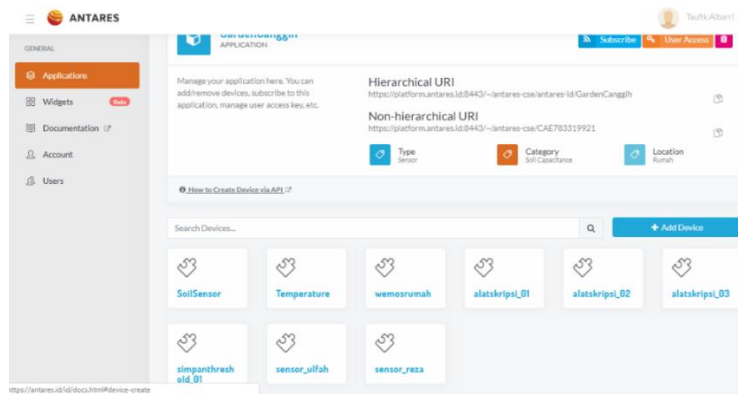 ANTARES
Taufik Albarri
GENERAL
GardenCanggih
APPLICATION
Subscribe
User Access
Applications
Widgets
Beta
Documentation
Account
Users
Manage your application here. You can
add/remove devices, subscribe to this
application, manage user access key, etc.
Hierarchical URI
https://platform.antares.id:8443/~/antares-cse/antares-id/GardenCanggih
Non-hierarchical URI
https://platform.antares.id:8443/~/antares-cse/CAE783319921
Type
Sensor
Category
Soil Capacitance
Location
Rumah
How to Create Device via API
Search Devices...
+ Add Device
SoilSensor
Temperature
wemosrumah
alatskripsi_01
alatskripsi_02
alatskripsi_03
simpanthresh
old_01
sensor_ulfah
sensor_reza
https://antares.id/id/docs.html#device-create